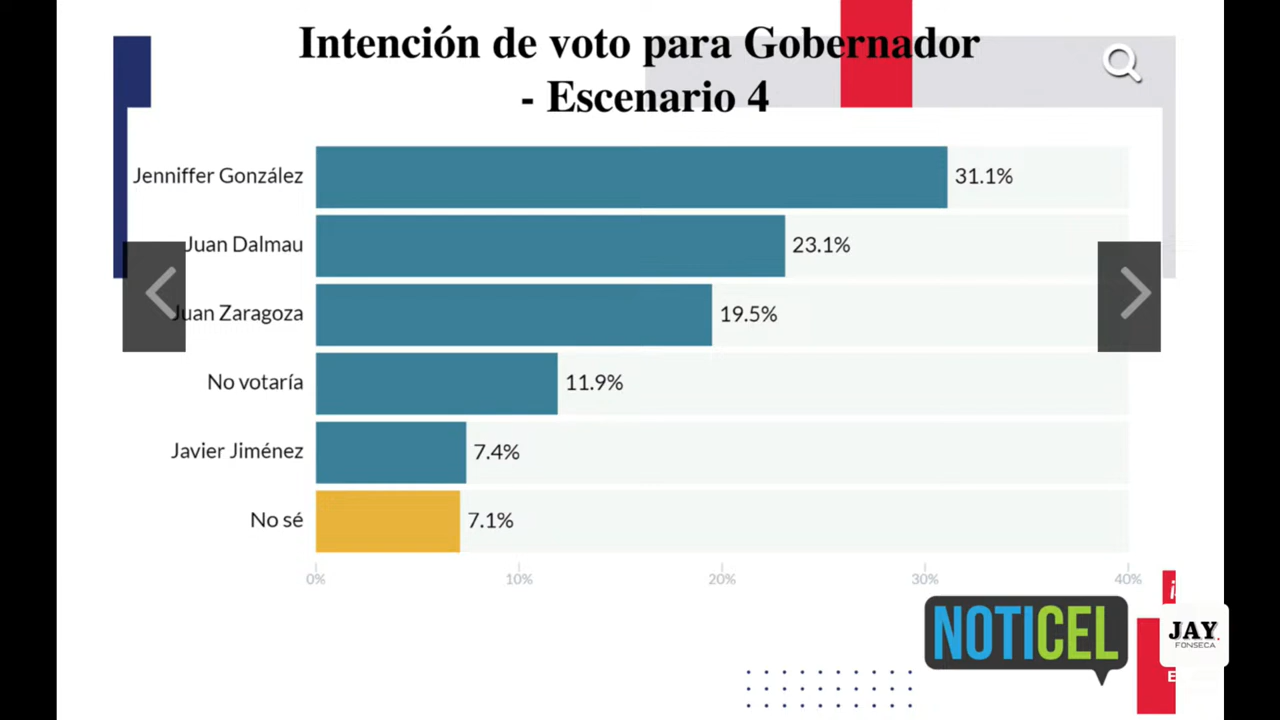 Intención de voto para Gobernador
- Escenario 4
Jenniffer González
31.1%
Juan Dalmau
23.1%
Juan Zaragoza
19.5%
No votaría
11.9%
Javier Jiménez
7.4%
No sé
7.1%
0%
10%
20%
30%
40%
NOTICEL
JAY.
FONSECA